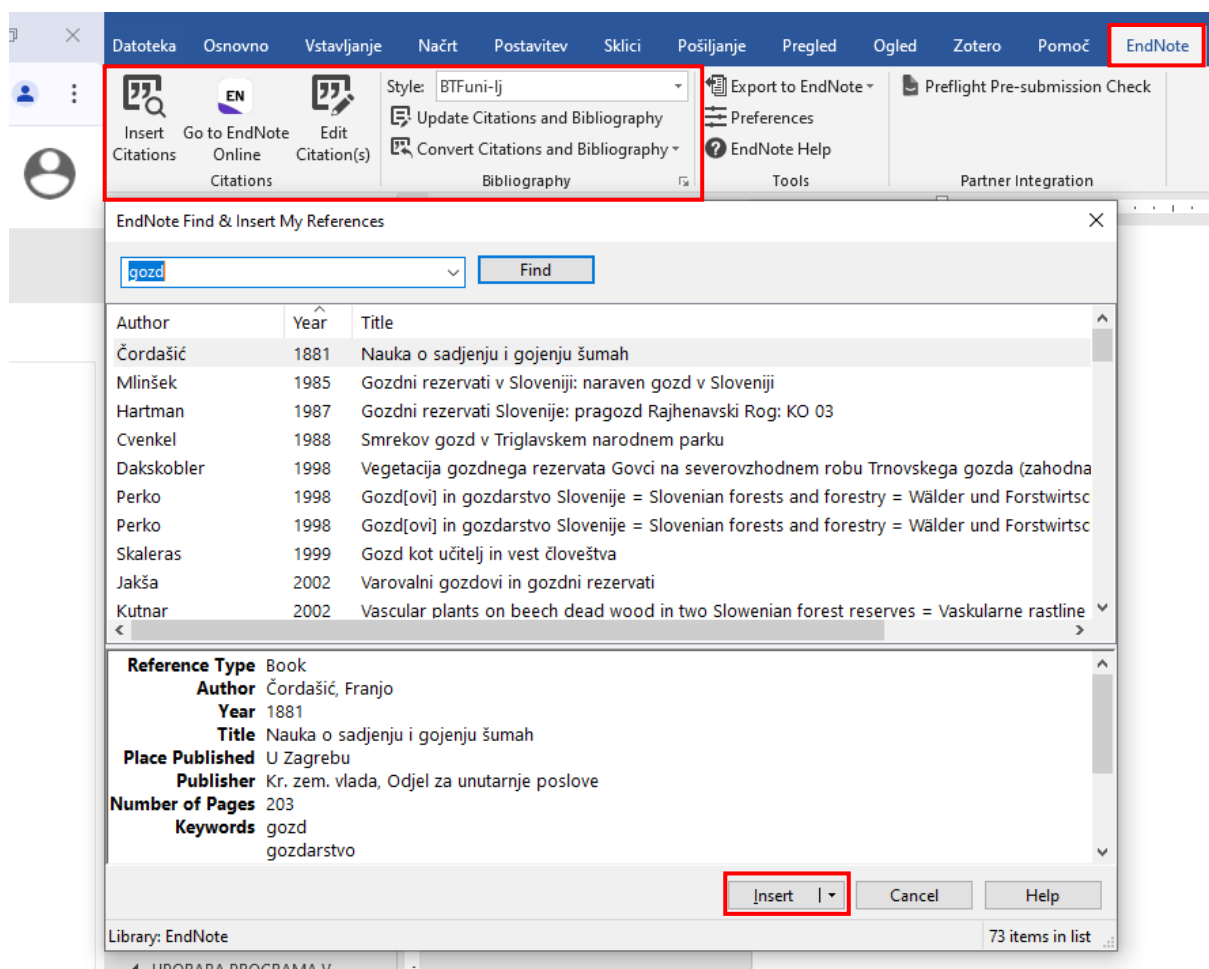 Datoteka Osnovno Vstavljanje Načrt Postavitev Sklici Pošiljanje Pregled Ogled Zotero Pomoč EndNote
Insert Citations
EN
Go to EndNote Online
Edit Citation(s)
Citations
Style: BTFuni-lj
Update Citations and Bibliography
Convert Citations and Bibliography
Bibliography
Export to EndNote
Preferences
EndNote Help
Tools
Preflight Pre-submission Check
Partner Integration
EndNote Find & Insert My References
gozd Find
Author Year Title
Čordašić 1881 Nauka o sadjenju i gojenju šumah
Mlinšek 1985 Gozdni rezervati v Sloveniji: naraven gozd v Sloveniji
Hartman 1987 Gozdni rezervati Slovenije: pragozd Rajhenavski Rog: KO 03
Cvenkel 1988 Smrekov gozd v Triglavskem narodnem parku
Dakskobler 1998 Vegetacija gozdnega rezervata Govci na severovzhodnem robu Trnovskega gozda (zahodna
Perko 1998 Gozd[ovi] in gozdarstvo Slovenije = Slovenian forests and forestry = Wälder und Forstwirtsc
Perko 1998 Gozd[ovi] in gozdarstvo Slovenije = Slovenian forests and forestry = Wälder und Forstwirtsc
Skaleras 1999 Gozd kot učitelj in vest človeštva
Jakša 2002 Varovalni gozdovi in gozdni rezervati
Kutnar 2002 Vascular plants on beech dead wood in two Slowenian forest reserves = Vaskularne rastline
Reference Type Book
Author Čordašić, Franjo
Year 1881
Title Nauka o sadjenju i gojenju šumah
Place Published U Zagrebu
Publisher Kr. zem. vlada, Odjel za unutarnje poslove
Number of Pages 203
Keywords gozd
gozdarstvo
Insert Cancel Help
Library: EndNote 73 items in list